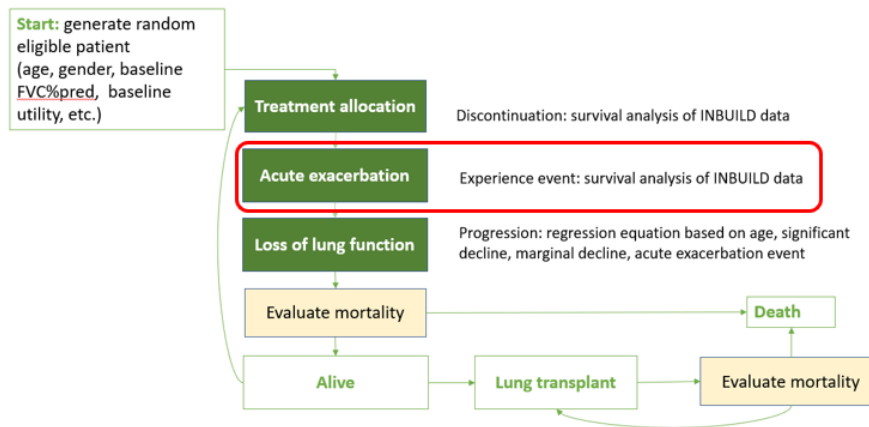 Start: generate random
eligible patient
(age, gender, baseline
FVC%pred, baseline
utility, etc.)
Treatment allocation
Discontinuation: survival analysis of INBUILD data
Acute exacerbation
Experience event: survival analysis of INBUILD data
Loss of lung function
Progression: regression equation based on age, significant
decline, marginal decline, acute exacerbation event
Evaluate mortality
Death
Alive
Lung transplant
Evaluate mortality